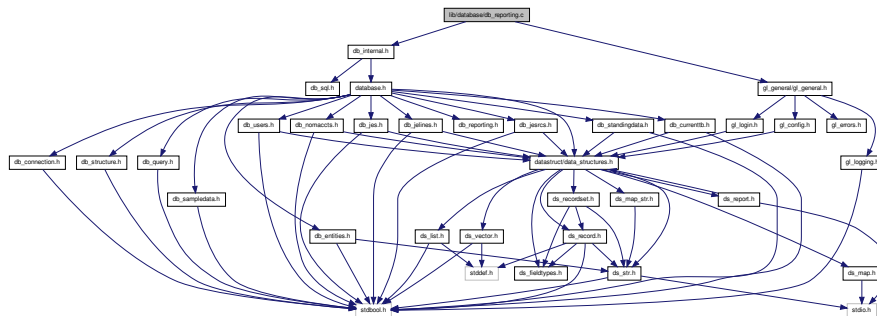 lib/database/db_reporting.c
db_internal.h
db_sql.h
database.h
gl_general/gl_general.h
db_users.h
db_nomaccts.h
db_jes.h
db_jelines.h
db_reporting.h
db_jesrcs.h
db_standingdata.h
db_currenttb.h
gl_login.h
gl_config.h
gl_errors.h
db_connection.h
db_structure.h
db_query.h
datastruct/data_structures.h
gl_logging.h
db_sampledata.h
ds_recordset.h
ds_map_str.h
ds_report.h
db_entities.h
ds_list.h
ds_vector.h
ds_record.h
stddef.h
ds_fieldtypes.h
ds_str.h
ds_map.h
stdbool.h
stdio.h